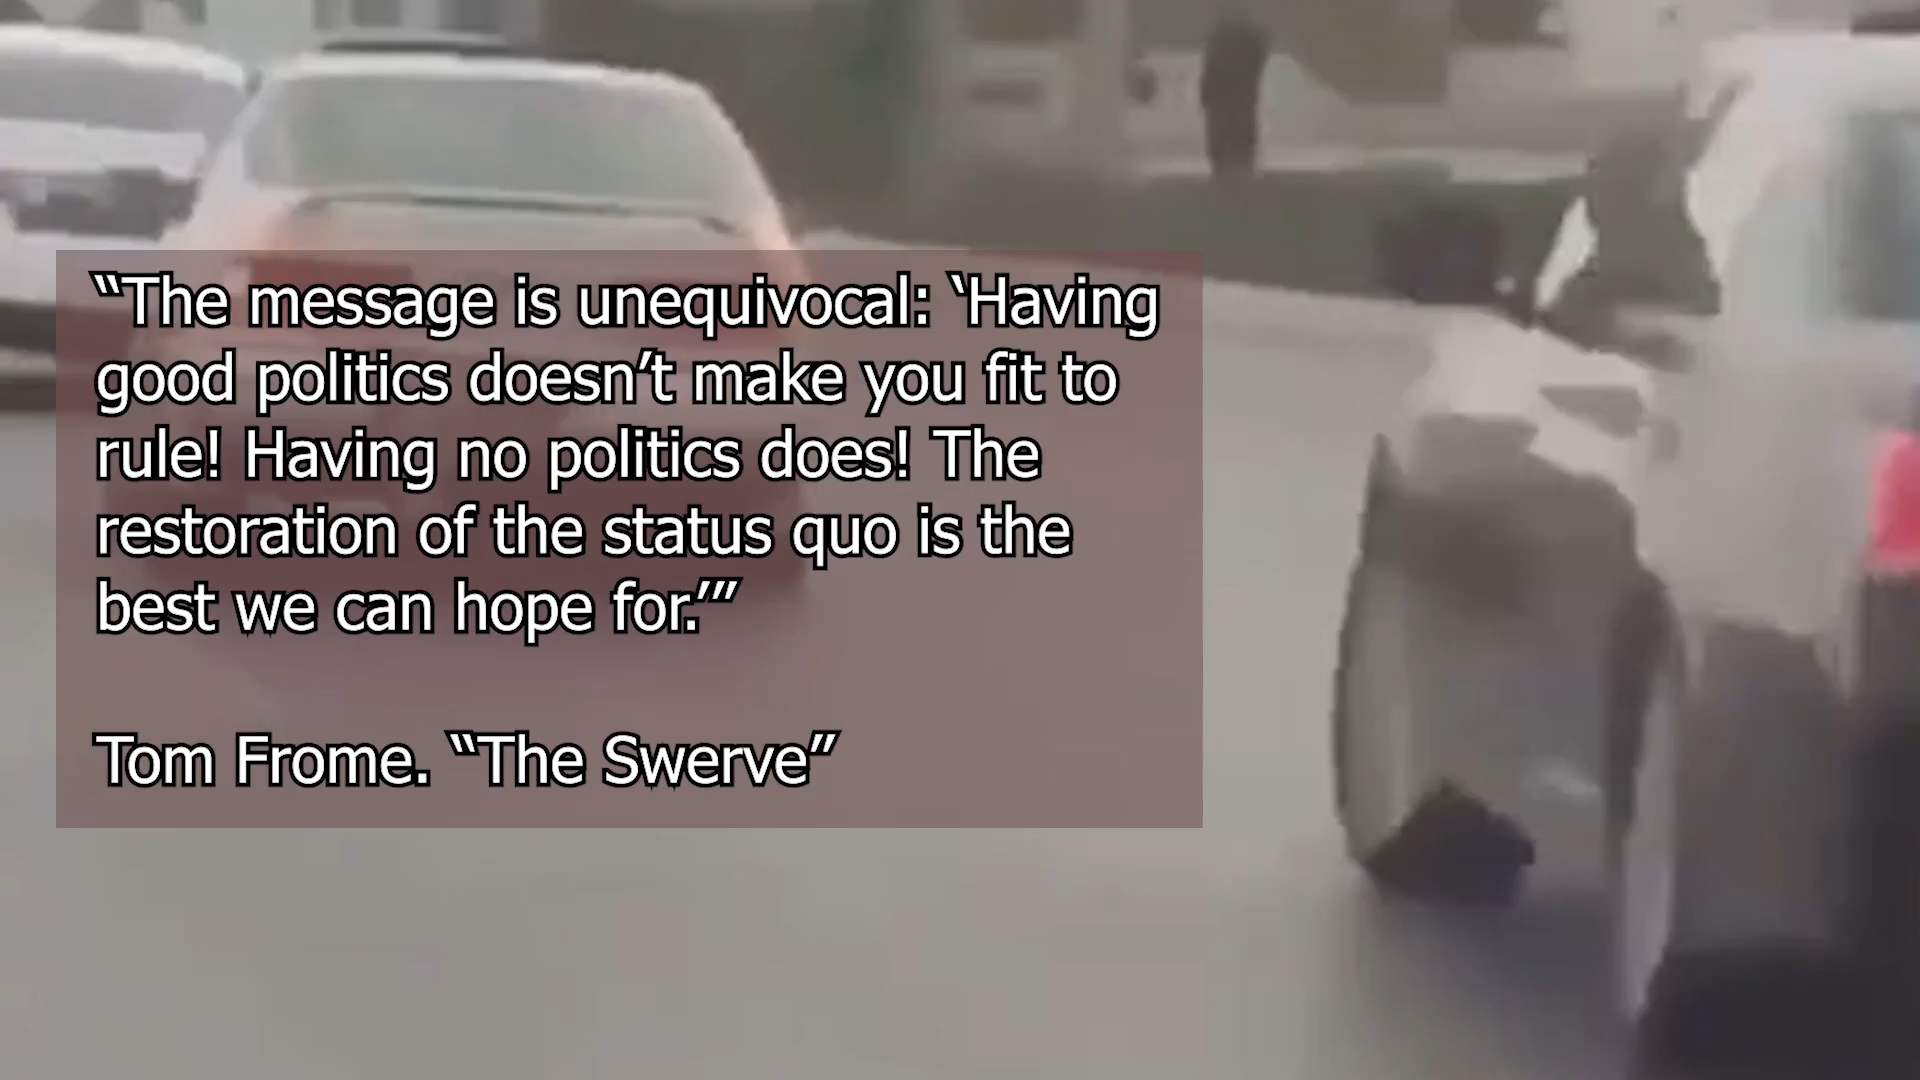 “The message is unequivocal: ‘Having
good politics doesn’t make you fit to
rule! Having no politics does! The
restoration of the status quo is the
best we can hope for.’”
Tom Frome. “The Swerve”